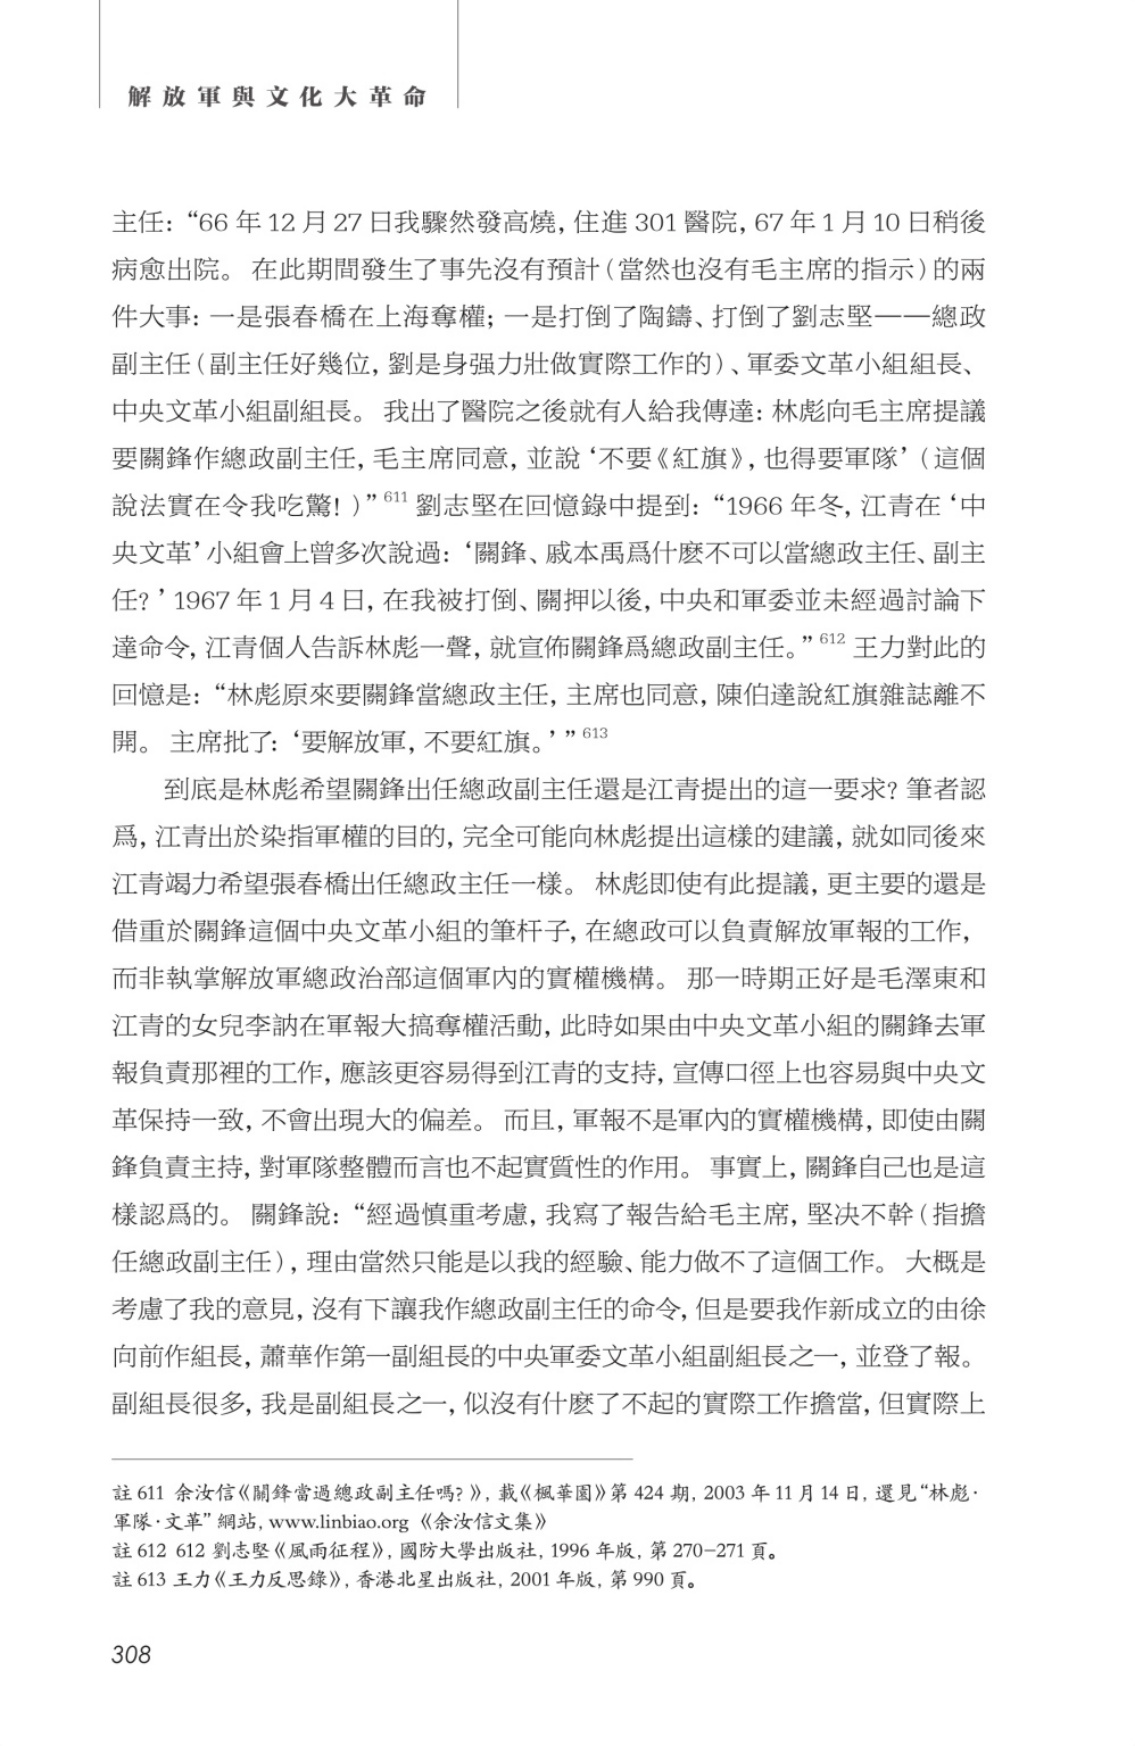 解放軍與文化大革命
主任：“66 年 12 月 27 日我驟然發高燒，住進 301 醫院，67 年 1 月 10 日稍後
病愈出院。 在此期間發生了事先沒有預計（當然也沒有毛主席的指示）的兩
件大事：一是張春橋在上海奪權；一是打倒了陶鑄、打倒了劉志堅——總政
副主任（副主任好幾位，劉是身强力壯做實際工作的）、軍委文革小組組長、
中央文革小組副組長。 我出了醫院之後就有人給我傳達：林彪向毛主席提議
要關鋒作總政副主任，毛主席同意，並說‘不要《紅旗》，也得要軍隊’（這個
說法實在令我吃驚！）”611 劉志堅在回憶錄中提到：“1966 年冬，江青在‘中
央文革’小組會上曾多次說過：‘關鋒、戚本禹爲什麽不可以當總政主任、副主
任？’1967 年 1 月 4 日，在我被打倒、關押以後，中央和軍委並未經過討論下
達命令，江青個人告訴林彪一聲，就宣佈關鋒爲總政副主任。”612 王力對此的
回憶是：“林彪原來要關鋒當總政主任，主席也同意，陳伯達說紅旗雜誌離不
開。 主席批了：‘要解放軍，不要紅旗。’”613
到底是林彪希望關鋒出任總政副主任還是江青提出的這一要求？筆者認
爲，江青出於染指軍權的目的，完全可能向林彪提出這樣的建議，就如同後來
江青竭力希望張春橋出任總政主任一樣。 林彪即使有此提議，更主要的還是
借重於關鋒這個中央文革小組的筆杆子，在總政可以負責解放軍報的工作，
而非執掌解放軍總政治部這個軍內的實權機構。 那一時期正好是毛澤東和
江青的女兒李訥在軍報大搞奪權活動，此時如果由中央文革小組的關鋒去軍
報負責那裡的工作，應該更容易得到江青的支持，宣傳口徑上也容易與中央文
革保持一致，不會出現大的偏差。 而且，軍報不是軍內的實權機構，即使由關
鋒負責主持，對軍隊整體而言也不起實質性的作用。 事實上，關鋒自己也是這
樣認爲的。 關鋒說：“經過慎重考慮，我寫了報告給毛主席，堅決不幹（指擔
任總政副主任），理由當然只能是以我的經驗、能力做不了這個工作。 大概是
考慮了我的意見，沒有下讓我作總政副主任的命令，但是要我作新成立的由徐
向前作組長，蕭華作第一副組長的中央軍委文革小組副組長之一，並登了報。
副組長很多，我是副組長之一，似沒有什麽了不起的實際工作擔當，但實際上
註 611 余汝信《關鋒當過總政副主任嗎？》，載《楓華園》第 424 期，2003 年 11 月 14 日，還見“林彪·
軍隊·文革”網站，www.linbiao.org《余汝信文集》
註 612 612 劉志堅《風雨征程》，國防大學出版社，1996 年版，第 270–271 頁。
註 613 王力《王力反思錄》，香港北星出版社，2001 年版，第 990 頁。
308